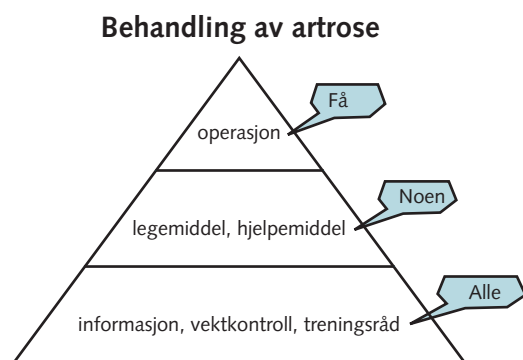 Behandling av artrose
Få
operasjon
Noen
legemiddel, hjelpemiddel
Alle
informasjon, vektkontroll, treningsråd